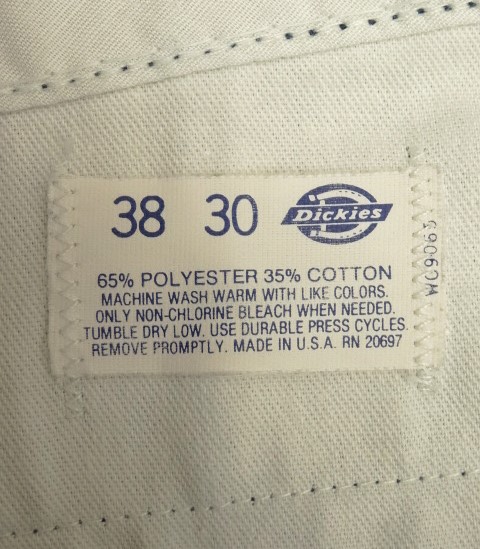 38 30 Dickies
65% POLYESTER 35% COTTON
MACHINE WASH WARM WITH LIKE COLORS.
ONLY NON-CHLORINE BLEACH WHEN NEEDED.
TUMBLE DRY LOW. USE DURABLE PRESS CYCLES.
REMOVE PROMPTLY. MADE IN U.S.A. RN 20697